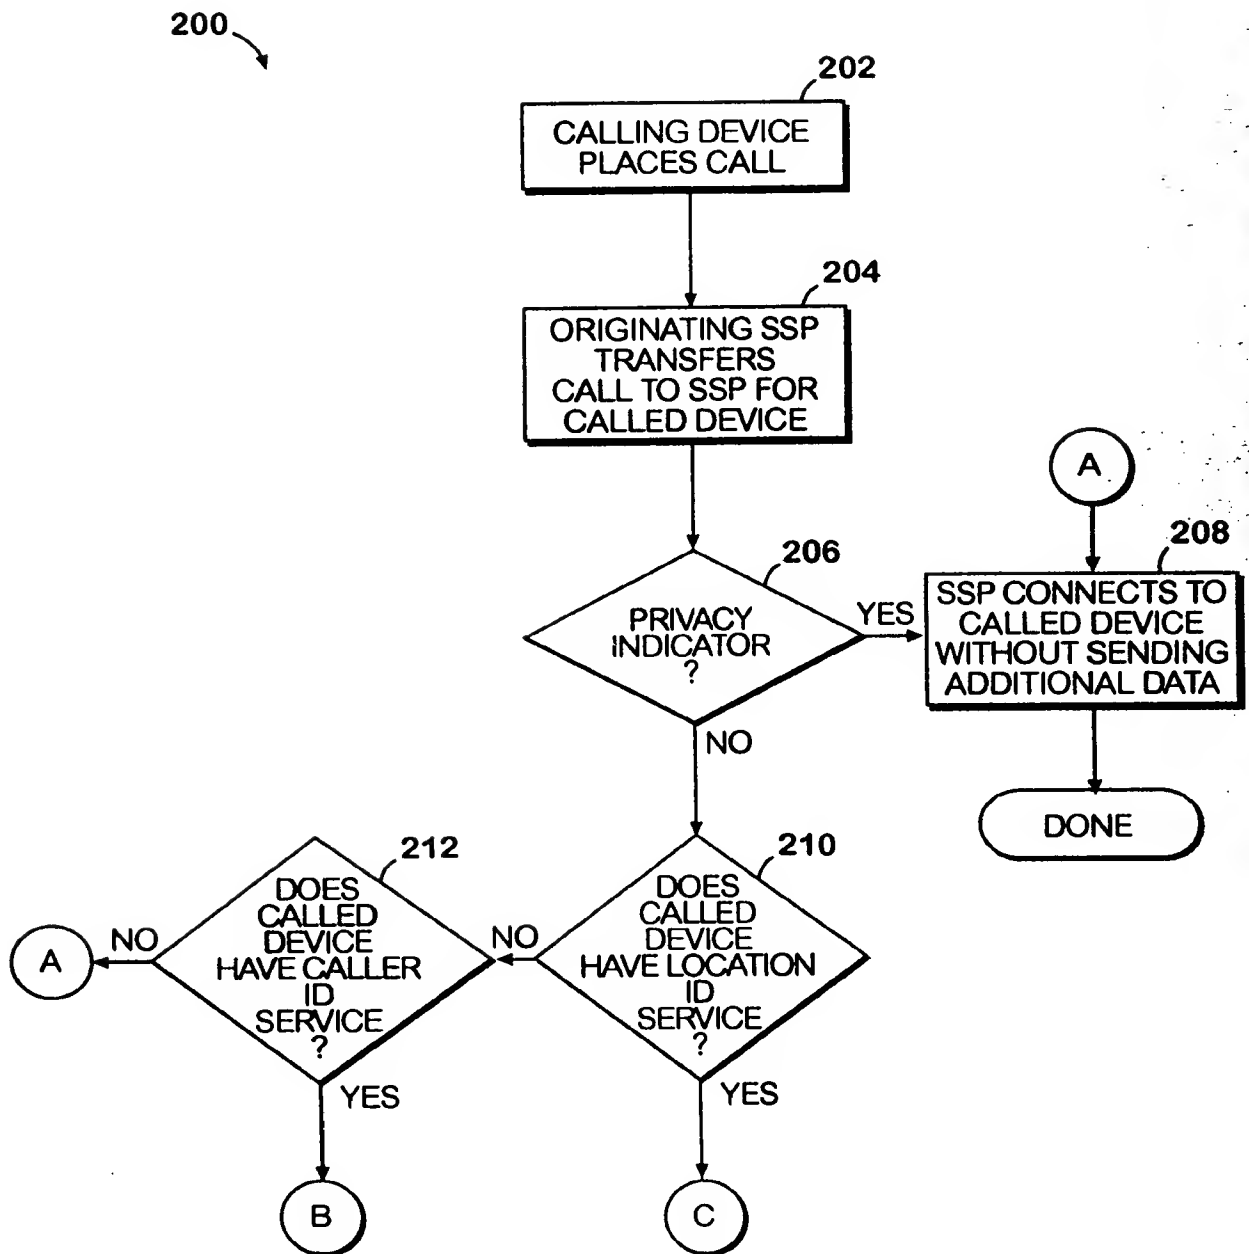 200
202
CALLING DEVICE
PLACES CALL
204
ORIGINATING SSP
TRANSFERS
CALL TO SSP FOR
CALLED DEVICE
A
206
PRIVACY
INDICATOR
?
YES
NO
208
SSP CONNECTS TO
CALLED DEVICE
WITHOUT SENDING
ADDITIONAL DATA
DONE
212
DOES
CALLED
DEVICE
HAVE CALLER
ID
SERVICE
?
NO
A
YES
B
210
DOES
CALLED
DEVICE
HAVE LOCATION
ID
SERVICE
?
NO
YES
C